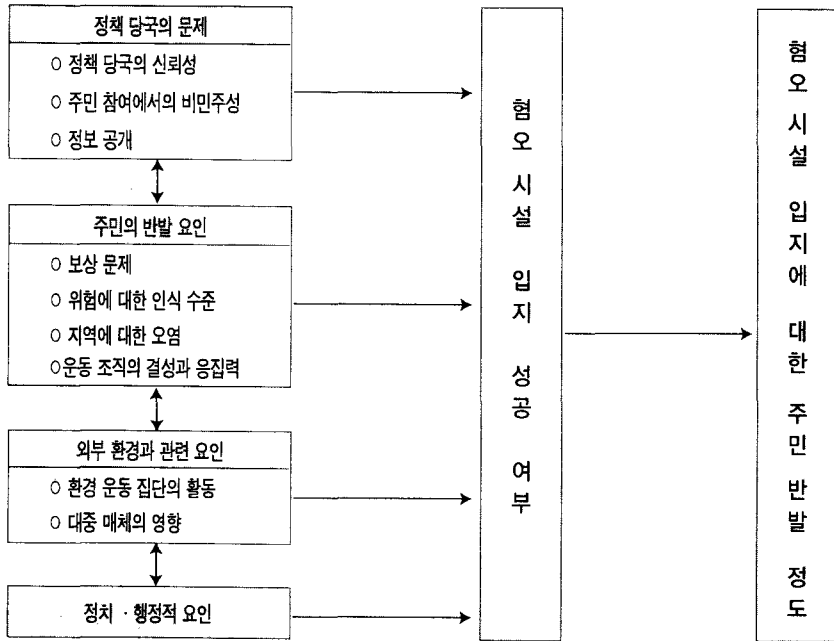 정책 당국의 문제
○ 정책 당국의 신뢰성
○ 주민 참여에서의 비민주성
○ 정보 공개
주민의 반발 요인
○ 보상 문제
○ 위험에 대한 인식 수준
○ 지역에 대한 오염
○운동 조직의 결성과 응집력
외부 환경과 관련 요인
○ 환경 운동 집단의 활동
○ 대중 매체의 영향
정치 · 행정적 요인
혐오 시설 입지 성공 여부
혐오 시설 입지에 대한 주민 반발 정도